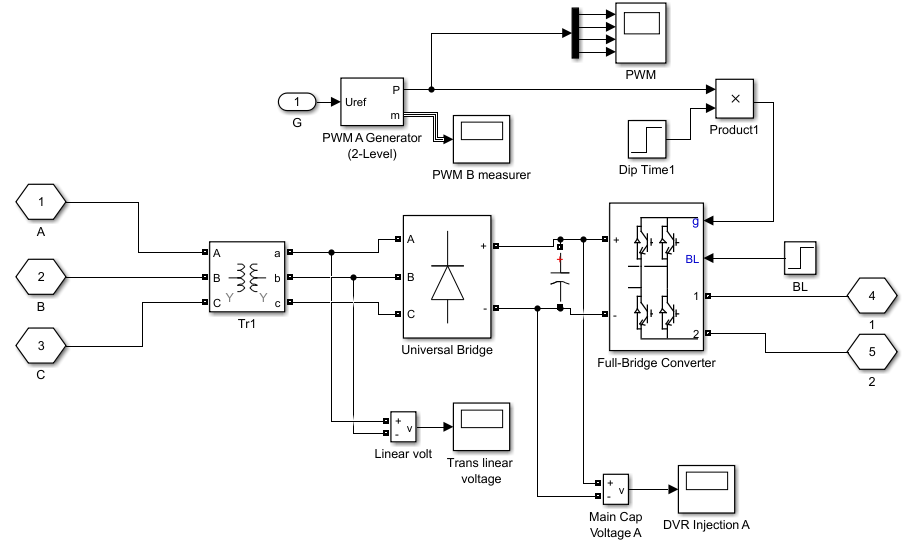 PWM
1
G
Uref
P
m
PWM A Generator
(2-Level)
PWM B measurer
×
Product1
Dip Time1
1
A
2
B
3
C
A
B
C
Y
Y
a
b
c
Tr1
A
B
C
+
-
Universal Bridge
+
+
-
g
BL
1
2
Full-Bridge Converter
BL
4
1
5
2
+
-
v
Linear volt
Trans linear
voltage
+
-
v
Main Cap
Voltage A
DVR Injection A